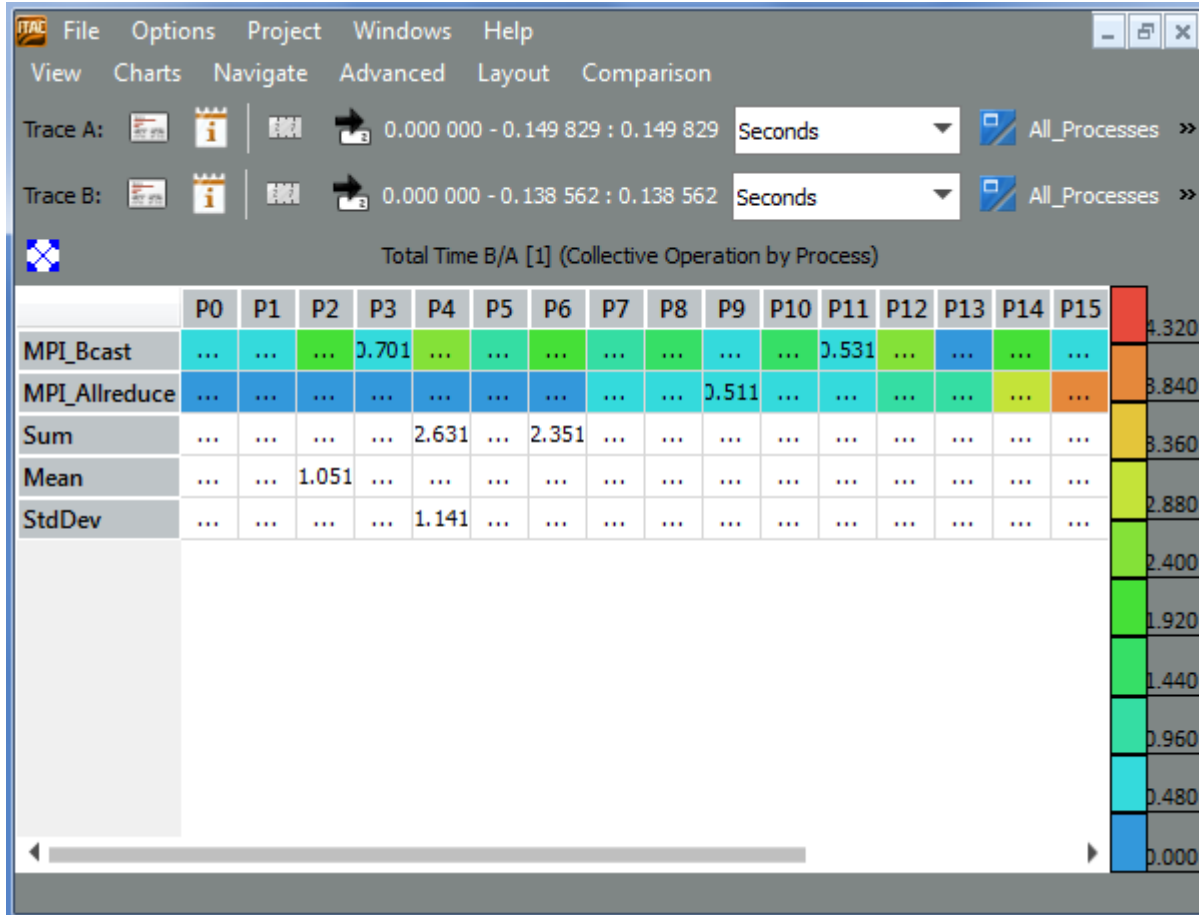 ITAC File Options Project Windows Help
View Charts Navigate Advanced Layout Comparison
Trace A: 0.000 000 - 0.149 829 : 0.149 829 Seconds All_Processes »
Trace B: 0.000 000 - 0.138 562 : 0.138 562 Seconds All_Processes »
Total Time B/A [1] (Collective Operation by Process)
P0 P1 P2 P3 P4 P5 P6 P7 P8 P9 P10 P11 P12 P13 P14 P15
4.320
MPI_Bcast ... ... ... 0.701 ... ... ... ... ... ... ... 0.531 ... ... ... ...
MPI_Allreduce ... ... ... ... ... ... ... ... ... 0.511 ... ... ... ... ... ...
3.840
Sum ... ... ... ... 2.631 ... 2.351 ... ... ... ... ... ... ... ... ...
3.360
Mean ... ... 1.051 ... ... ... ... ... ... ... ... ... ... ... ... ...
2.880
StdDev ... ... ... ... 1.141 ... ... ... ... ... ... ... ... ... ... ...
2.400
1.920
1.440
0.960
0.480
0.000